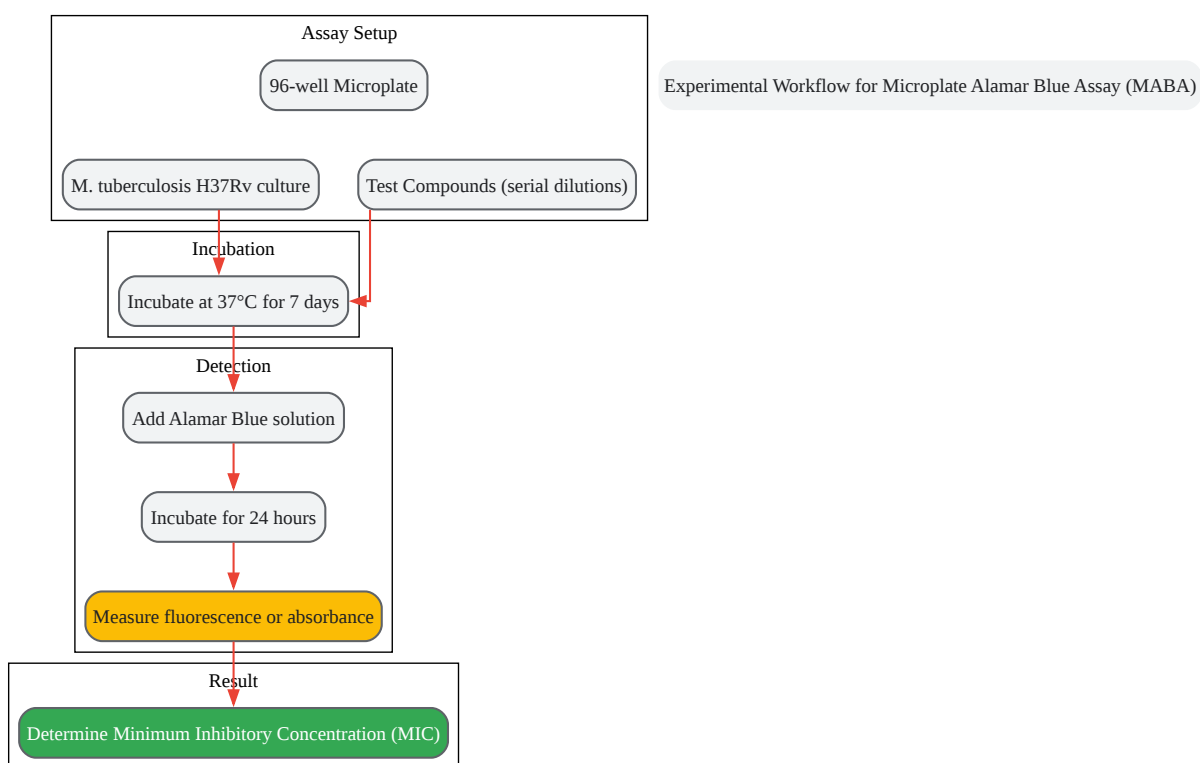 Assay Setup
96-well Microplate
Experimental Workflow for Microplate Alamar Blue Assay (MABA)
M. tuberculosis H37Rv culture
Test Compounds (serial dilutions)
Incubation
Incubate at 37°C for 7 days
Detection
Add Alamar Blue solution
Incubate for 24 hours
Measure fluorescence or absorbance
Result
Determine Minimum Inhibitory Concentration (MIC)